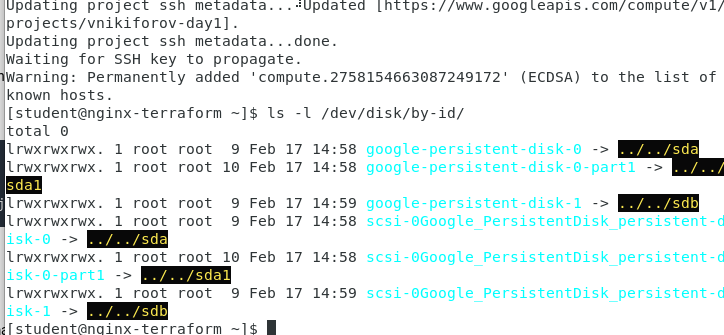 Updating project ssh metadata...⠼Updated [https://www.googleapis.com/compute/v1/
projects/vnikiforov-day1].
Updating project ssh metadata...done.
Waiting for SSH key to propagate.
Warning: Permanently added 'compute.2758154663087249172' (ECDSA) to the list of
known hosts.
[student@nginx-terraform ~]$ ls -l /dev/disk/by-id/
total 0
lrwxrwxrwx. 1 root root  9 Feb 17 14:58 google-persistent-disk-0 -> ../../sda
lrwxrwxrwx. 1 root root 10 Feb 17 14:58 google-persistent-disk-0-part1 -> ../../
sda1
lrwxrwxrwx. 1 root root  9 Feb 17 14:59 google-persistent-disk-1 -> ../../sdb
lrwxrwxrwx. 1 root root  9 Feb 17 14:58 scsi-0Google_PersistentDisk_persistent-d
isk-0 -> ../../sda
lrwxrwxrwx. 1 root root 10 Feb 17 14:58 scsi-0Google_PersistentDisk_persistent-d
isk-0-part1 -> ../../sda1
lrwxrwxrwx. 1 root root  9 Feb 17 14:59 scsi-0Google_PersistentDisk_persistent-d
isk-1 -> ../../sdb
[student@nginx-terraform ~]$